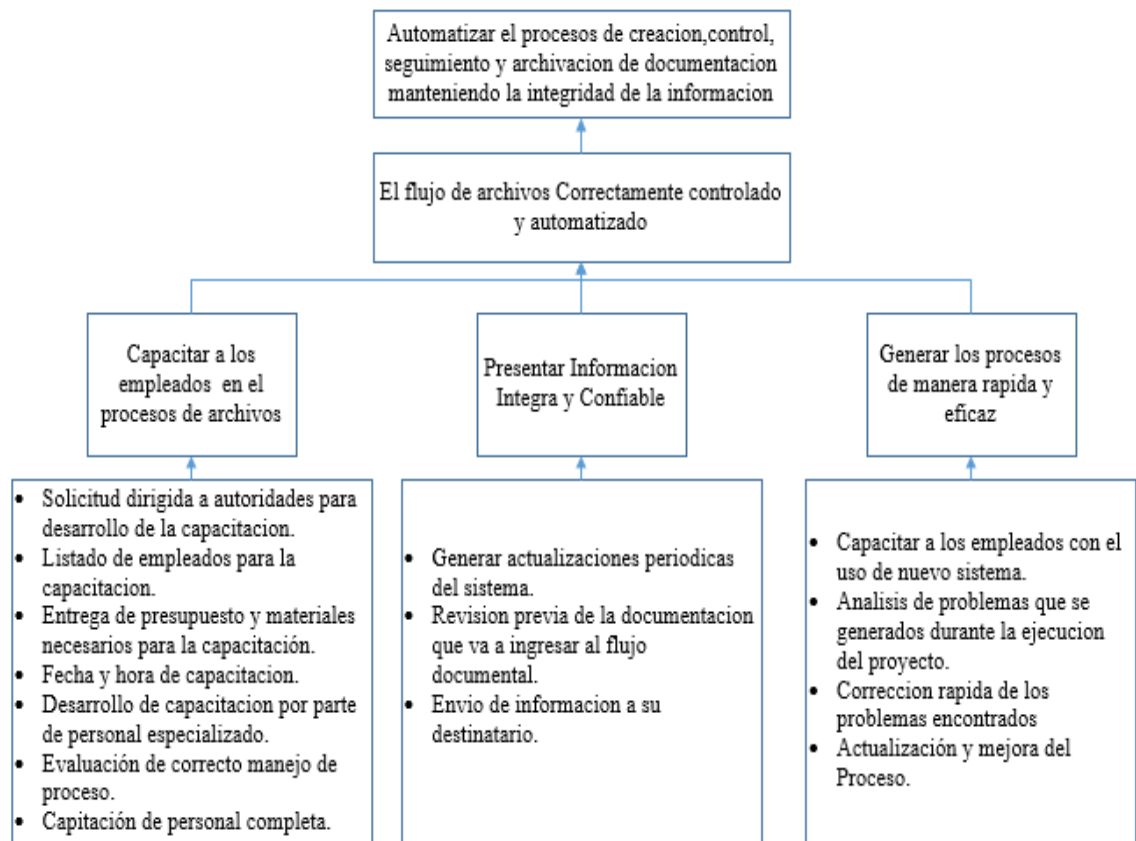 Automatizar el procesos de creacion,control,
seguimiento y archivacion de documentacion
manteniendo la integridad de la informacion
El flujo de archivos Correctamente controlado
y automatizado
Capacitar a los
empleados en el
procesos de archivos
Presentar Informacion
Integra y Confiable
Generar los procesos
de manera rapida y
eficaz
• Solicitud dirigida a autoridades para
desarrollo de la capacitacion.
• Listado de empleados para la
capacitacion.
• Entrega de presupuesto y materiales
necesarios para la capacitación.
• Fecha y hora de capacitacion.
• Desarrollo de capacitacion por parte
de personal especializado.
• Evaluación de correcto manejo de
proceso.
• Capitación de personal completa.
• Generar actualizaciones periodicas
del sistema.
• Revision previa de la documentacion
que va a ingresar al flujo
documental.
• Envio de informacion a su
destinatario.
• Capacitar a los empleados con el
uso de nuevo sistema.
• Analisis de problemas que se
generados durante la ejecucion
del proyecto.
• Correccion rapida de los
problemas encontrados
• Actualización y mejora del
Proceso.